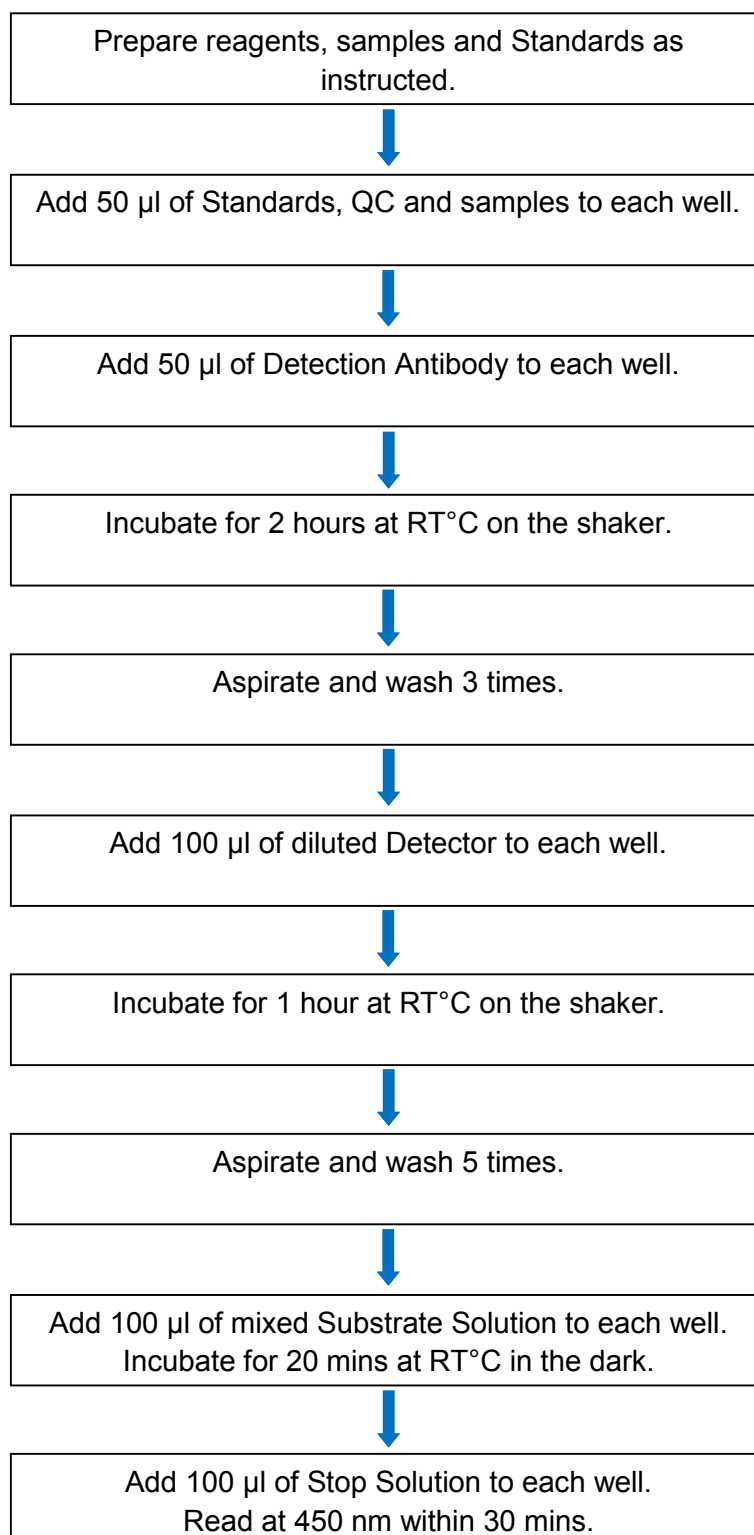 Prepare reagents, samples and Standards as
instructed.
Add 50 µl of Standards, QC and samples to each well.
Add 50 µl of Detection Antibody to each well.
Incubate for 2 hours at RT°C on the shaker.
Aspirate and wash 3 times.
Add 100 µl of diluted Detector to each well.
Incubate for 1 hour at RT°C on the shaker.
Aspirate and wash 5 times.
Add 100 µl of mixed Substrate Solution to each well.
Incubate for 20 mins at RT°C in the dark.
Add 100 µl of Stop Solution to each well.
Read at 450 nm within 30 mins.